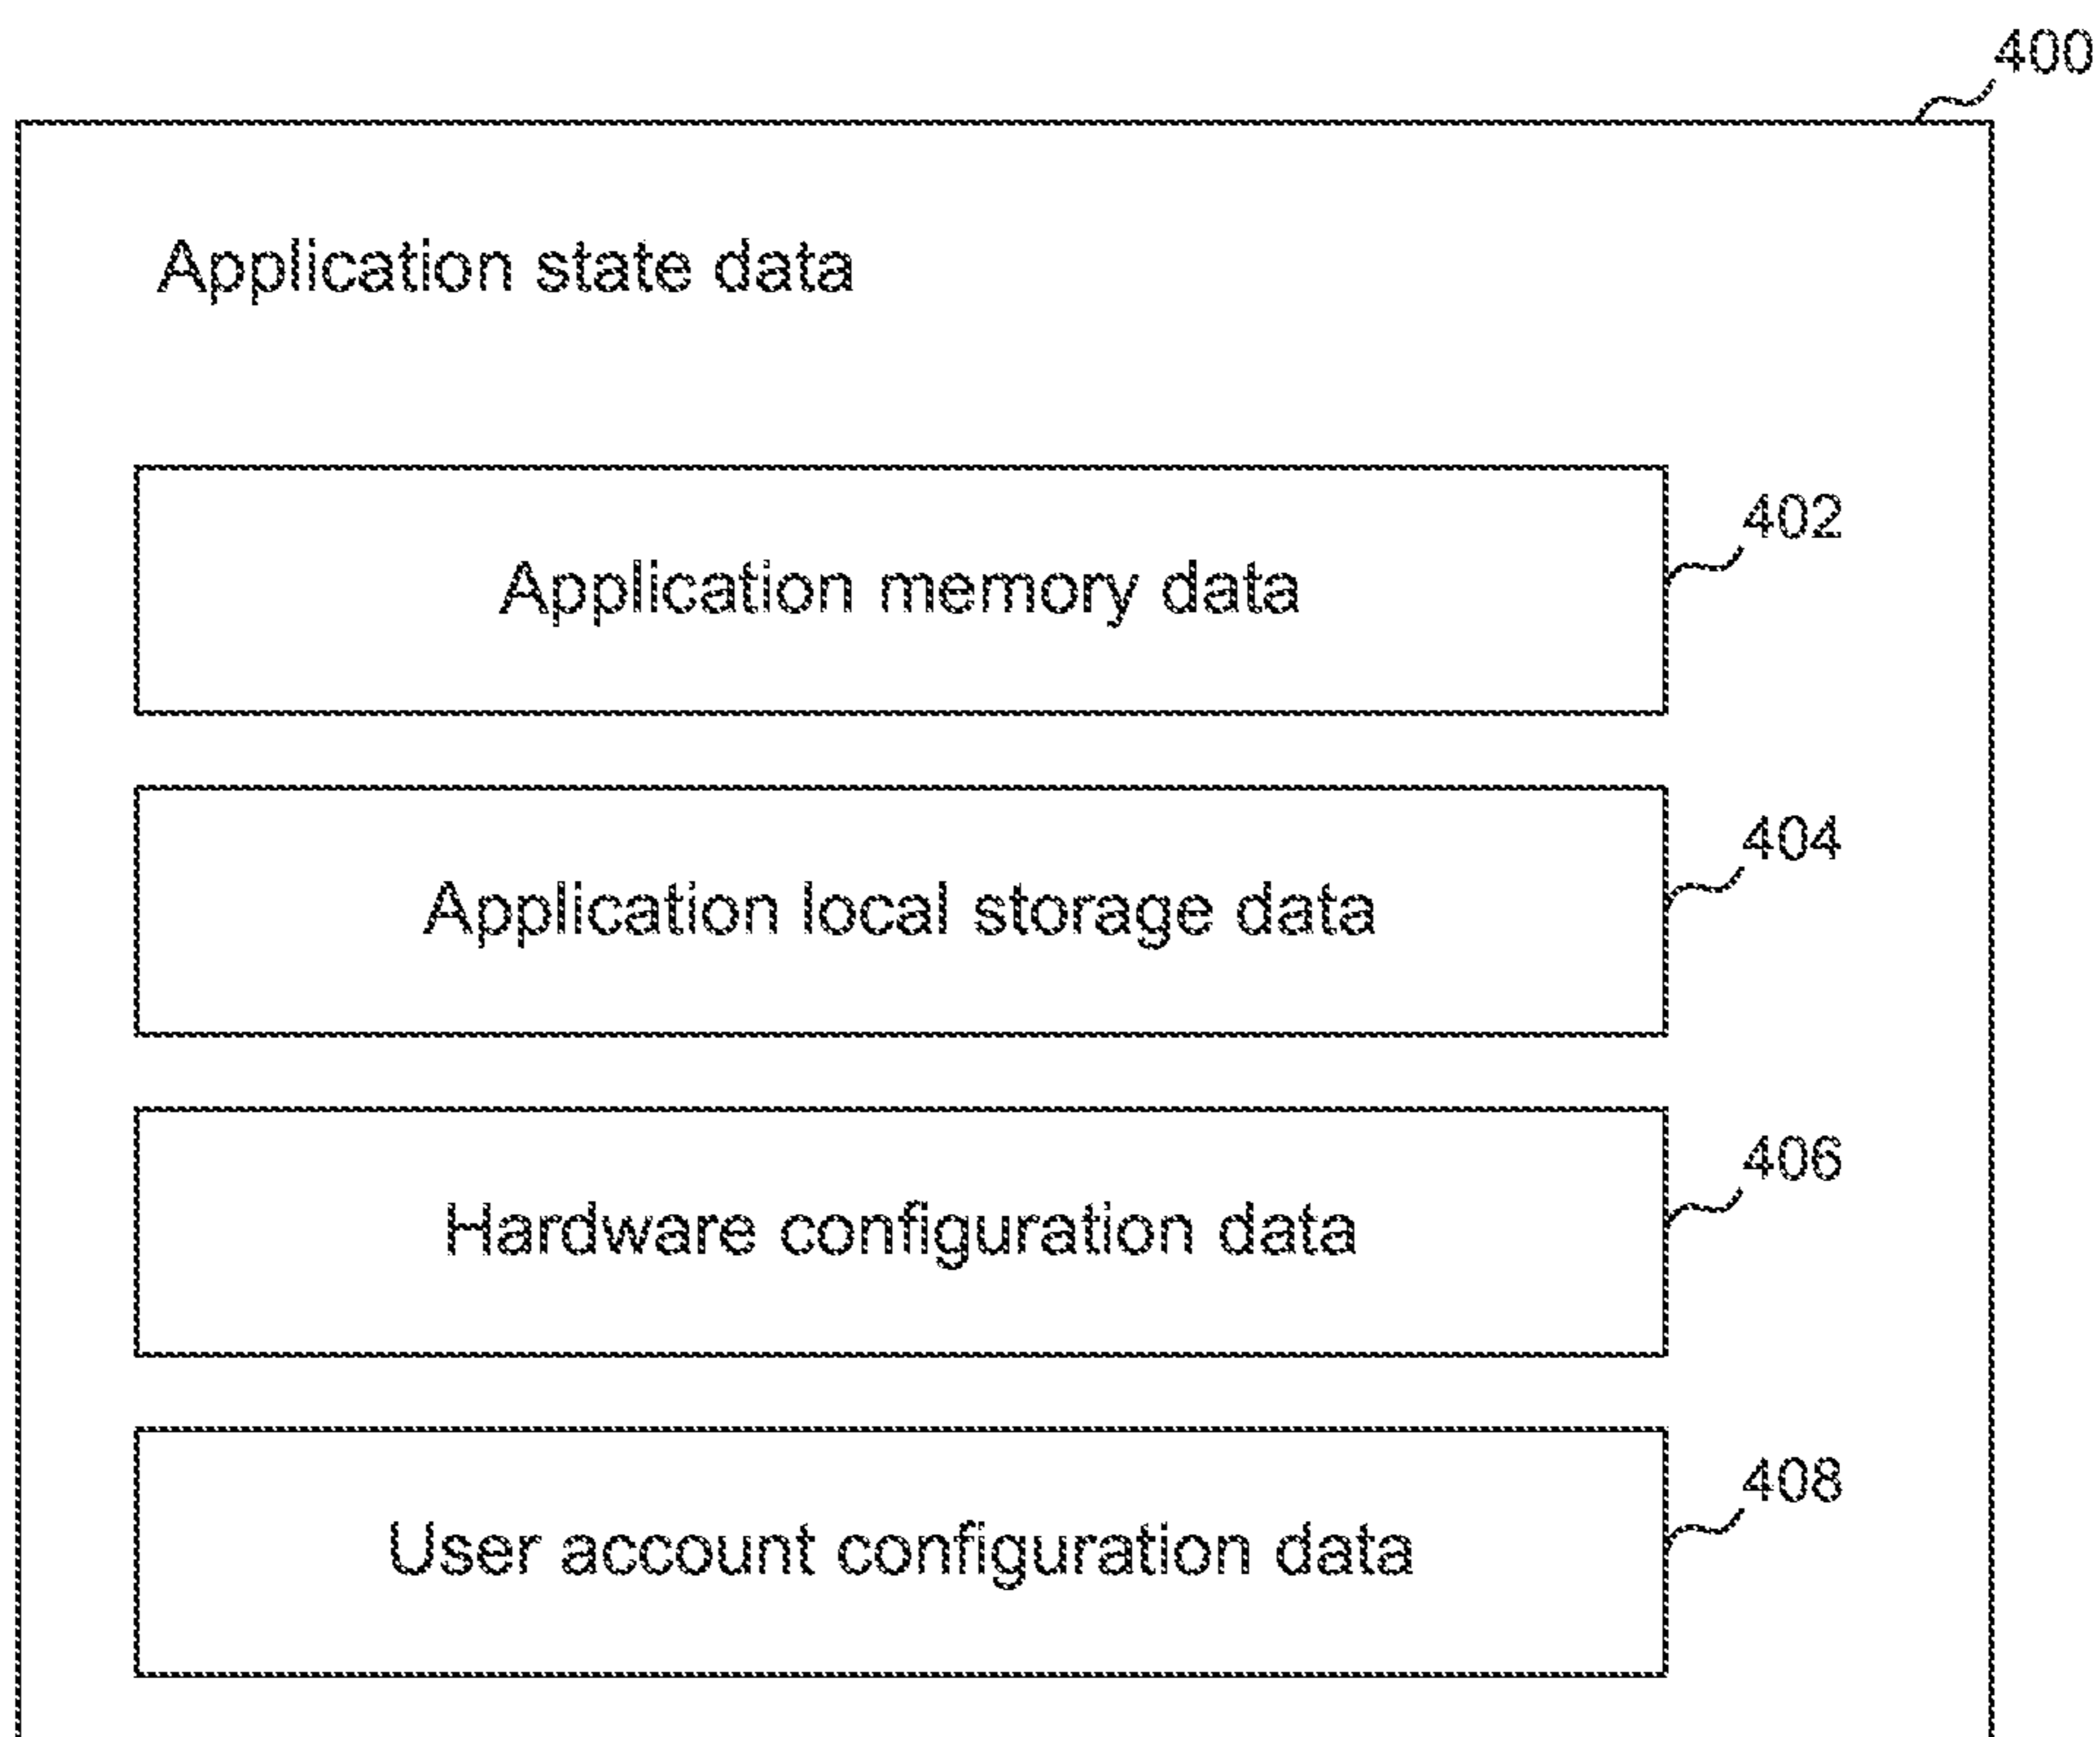 400
Application state data
402
Application memory data
404
Application local storage data
406
Hardware configuration data
408
User account configuration data